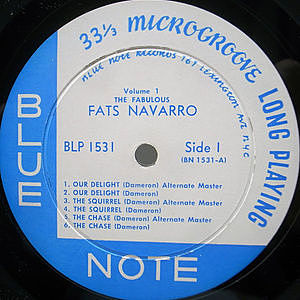 33⅓ MICROGROOVE LONG PLAYING
BLUE NOTE RECORDS 767 LEXINGTON AVE N Y C
Volume 1
THE FABULOUS
FATS NAVARRO
BLP 1531
Side 1
(BN 1531-A)
1. OUR DELIGHT (Dameron) Alternate Master
2. OUR DELIGHT (Dameron)
3. THE SQUIRREL (Dameron) Alternate Master
4. THE SQUIRREL (Dameron)
5. THE CHASE (Dameron) Alternate Master
6. THE CHASE (Dameron)
BLUE
NOTE